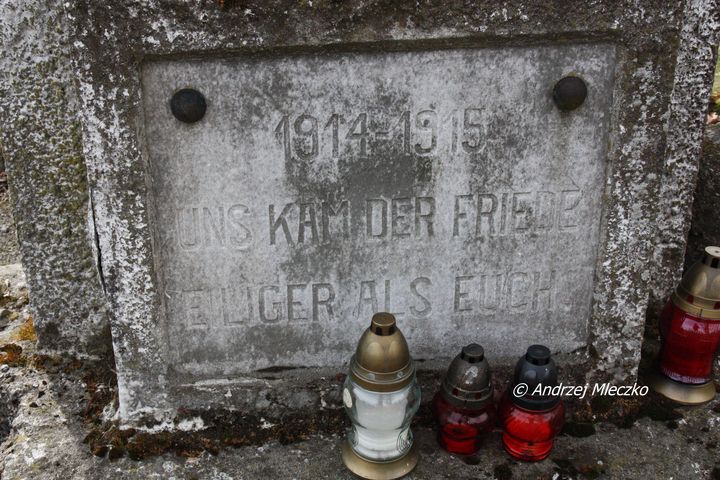 1914-1915
UNS KAM DER FRIEDE
EILIGER ALS EUCH
© Andrzej Mleczko